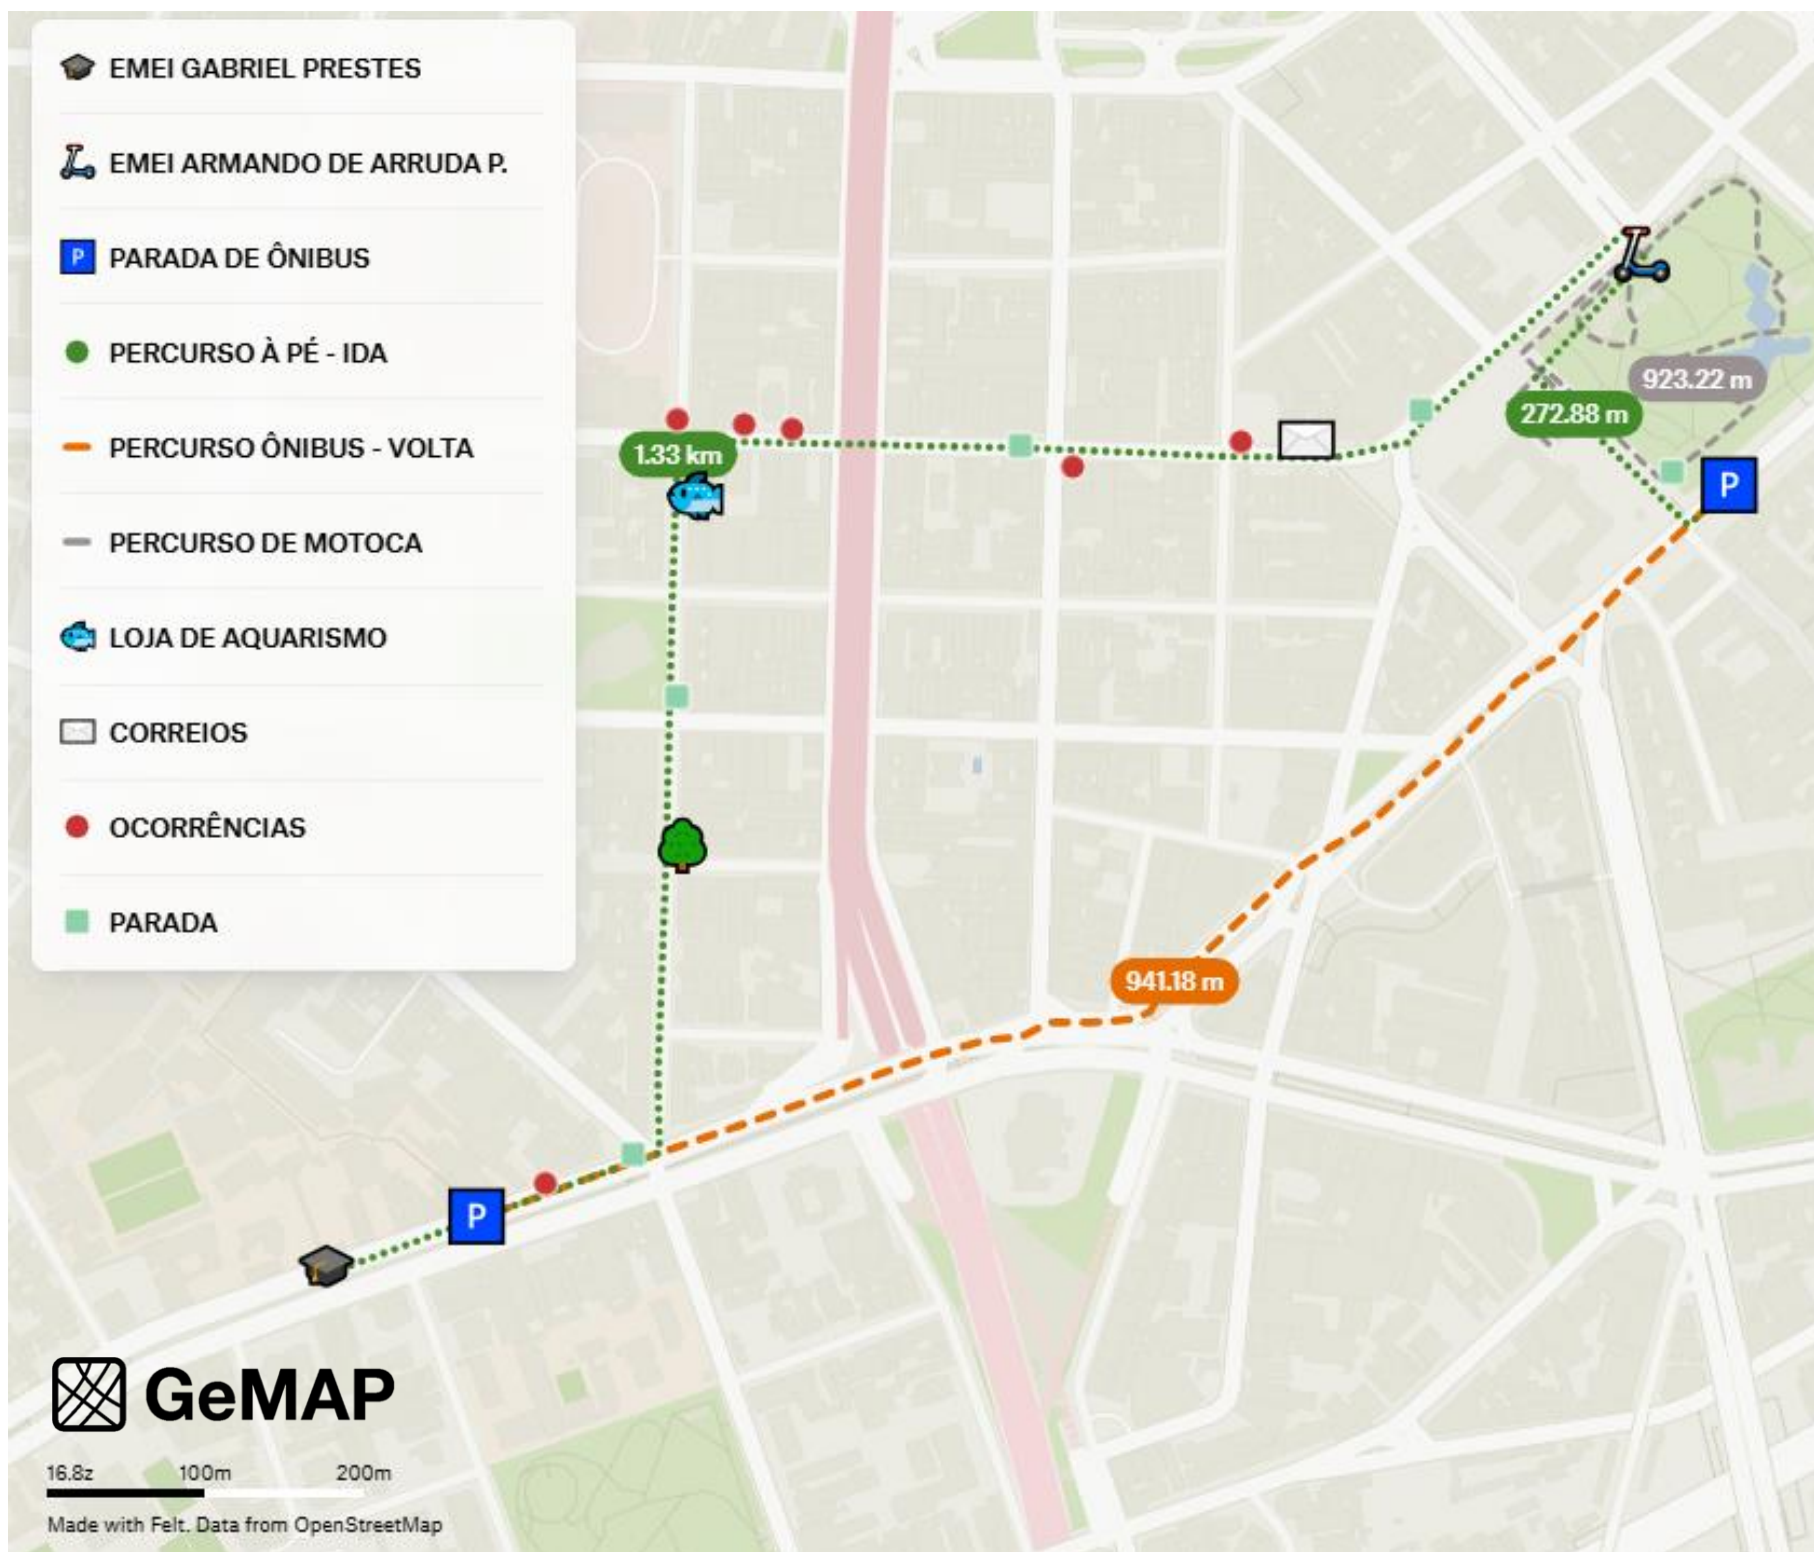 EMEI GABRIEL PRESTES
EMEI ARMANDO DE ARRUDA P.
P PARADA DE ÔNIBUS
PERCURSO À PÉ - IDA
PERCURSO ÔNIBUS - VOLTA
PERCURSO DE MOTOCA
LOJA DE AQUARISMO
CORREIOS
OCORRÊNCIAS
PARADA
923.22 m
272.88 m
1.33 km
P
941.18 m
P
GeMAP
16.8z 100m 200m
Made with Felt. Data from OpenStreetMap